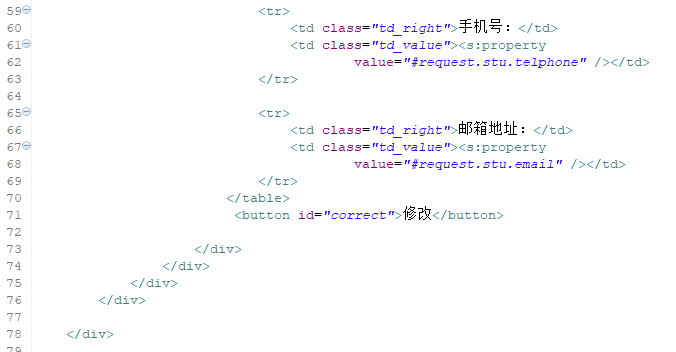 59 <tr>
60 <td class="td_right">手机号：</td>
61 <td class="td_value"><s:property
62 value="#request.stu.telphone" /></td>
63 </tr>
64
65 <tr>
66 <td class="td_right">邮箱地址：</td>
67 <td class="td_value"><s:property
68 value="#request.stu.email" /></td>
69 </tr>
70 </table>
71 <button id="correct">修改</button>
72
73 </div>
74 </div>
75 </div>
76 </div>
77
78 </div>
79